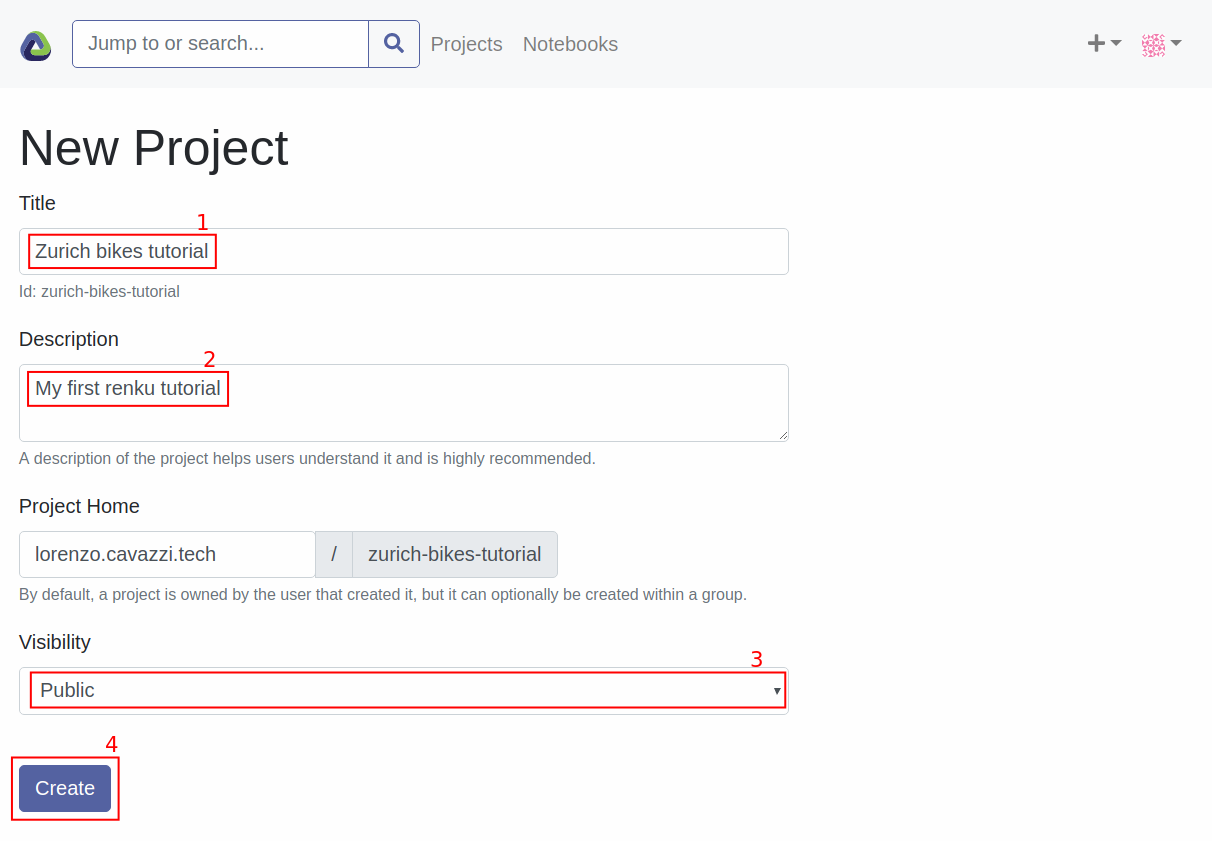 Jump to or search... Projects Notebooks
New Project
Title
1
Zurich bikes tutorial
Id: zurich-bikes-tutorial
Description
2
My first renku tutorial
A description of the project helps users understand it and is highly recommended.
Project Home
lorenzo.cavazzi.tech / zurich-bikes-tutorial
By default, a project is owned by the user that created it, but it can optionally be created within a group.
Visibility
3
Public
4
Create